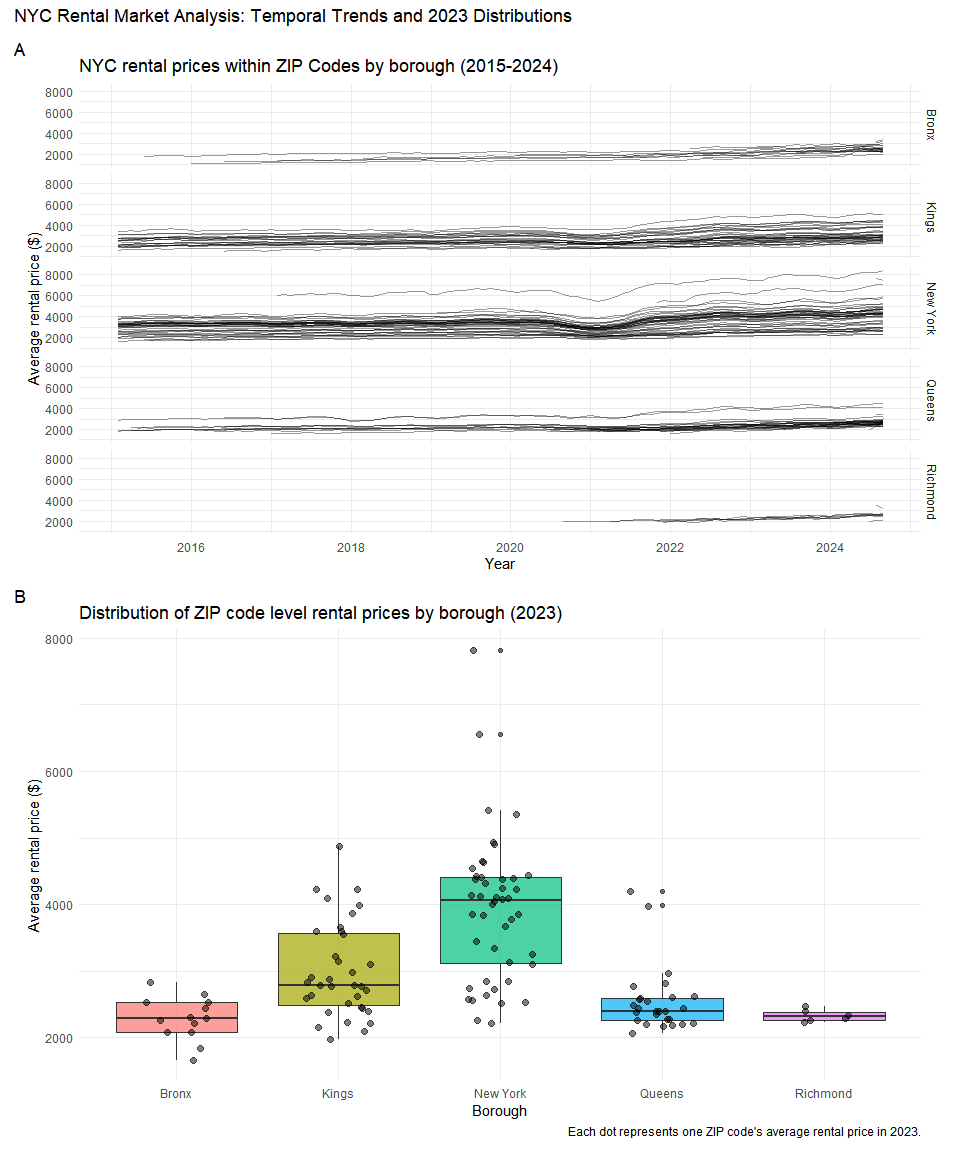 NYC Rental Market Analysis: Temporal Trends and 2023 Distributions
A
NYC rental prices within ZIP Codes by borough (2015-2024)
Average rental price ($)
8000
6000
4000
2000
Bronx
8000
6000
4000
2000
Kings
8000
6000
4000
2000
New York
8000
6000
4000
2000
Queens
8000
6000
4000
2000
Richmond
2016 2018 2020 2022 2024
Year
B
Distribution of ZIP code level rental prices by borough (2023)
Average rental price ($)
8000
6000
4000
2000
Bronx Kings New York Queens Richmond
Borough
Each dot represents one ZIP code's average rental price in 2023.